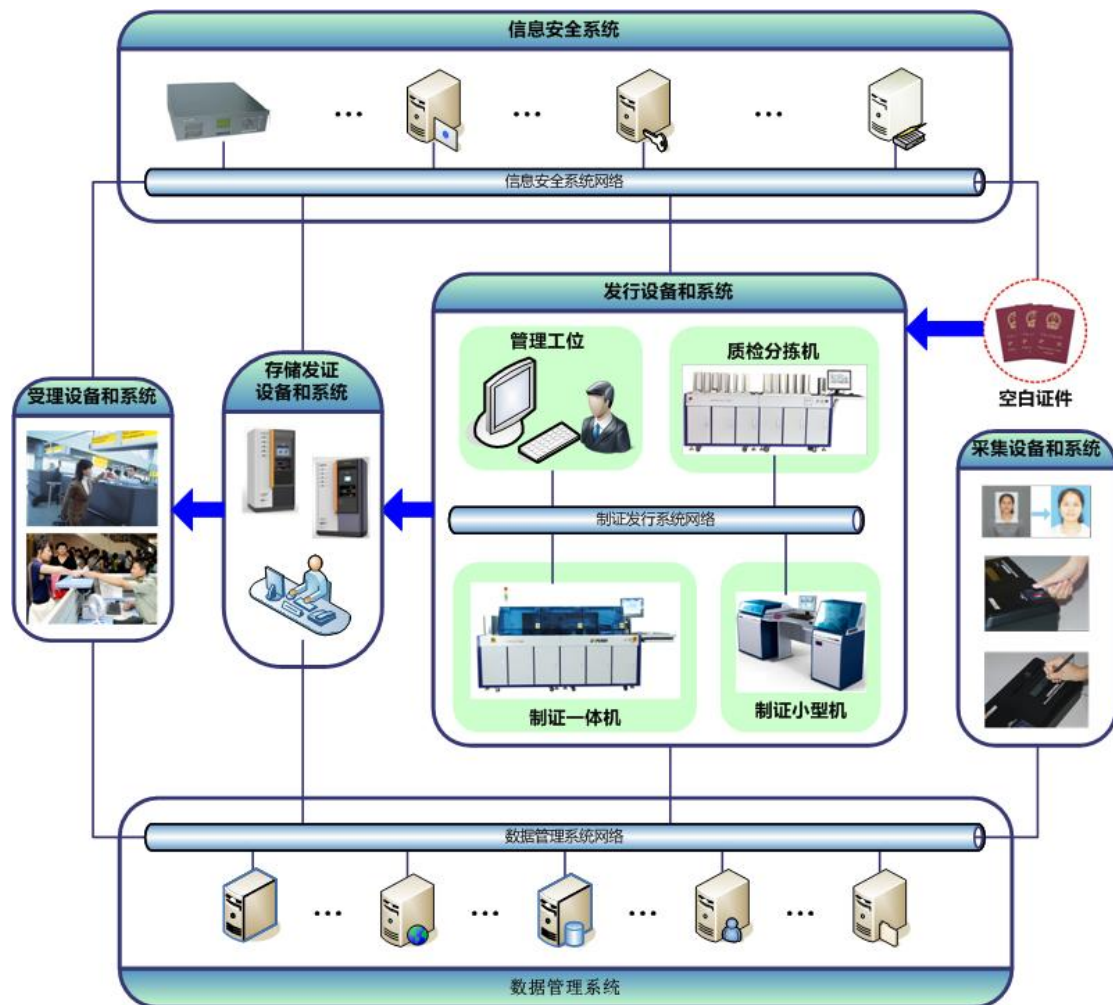 信息安全系统
...
...
...
信息安全系统网络
发行设备和系统
管理工位
质检分拣机
空白证件
存储发证
设备和系统
受理设备和系统
采集设备和系统
制证发行系统网络
制证一体机
制证小型机
数据管理系统网络
...
...
...
...
数据管理系统